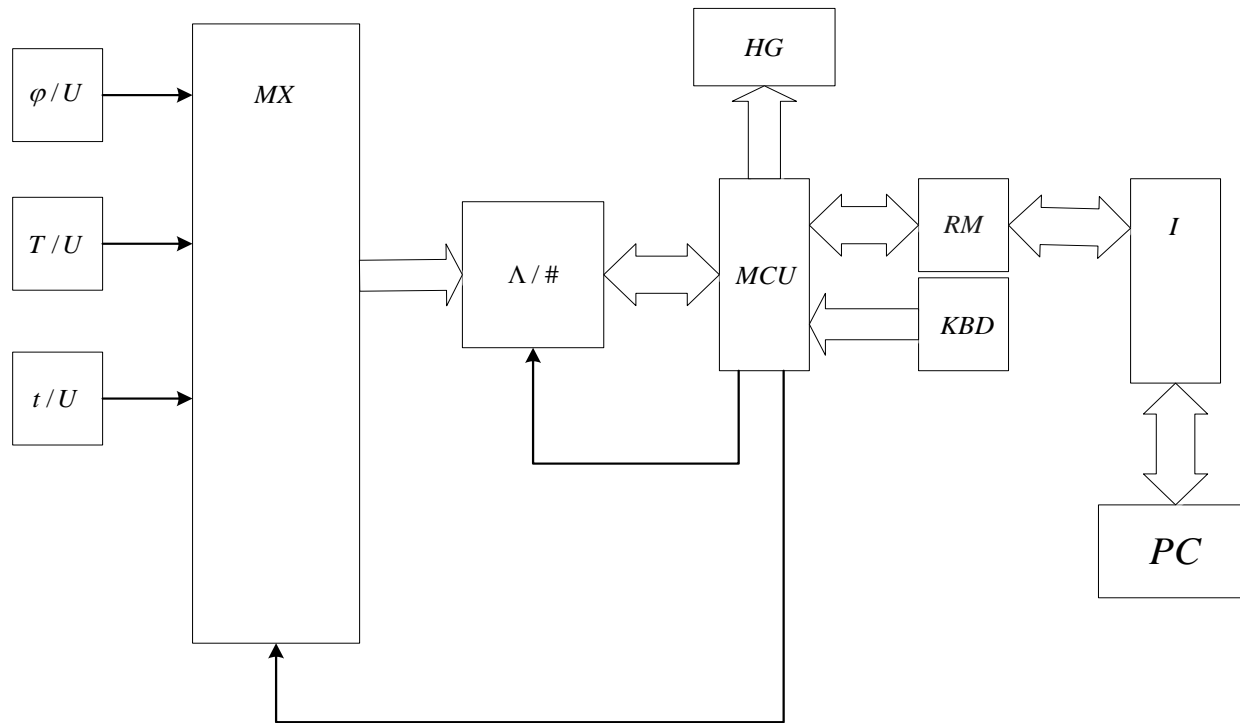 HG
φ / U
MX
T / U
RM
I
Λ / #
MCU
KBD
t / U
PC